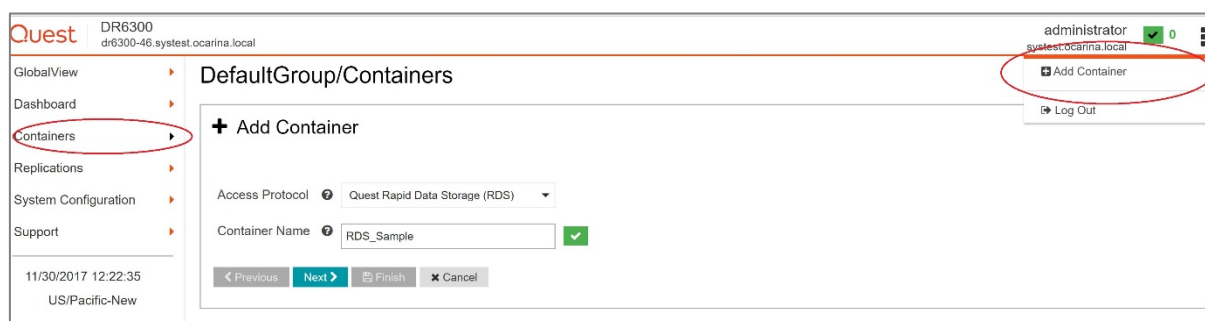 Quest
DR6300
dr6300-46.systest.ocarina.local
administrator
systest.ocarina.local
0
Add Container
Log Out
GlobalView
Dashboard
Containers
Replications
System Configuration
Support
11/30/2017 12:22:35
US/Pacific-New
DefaultGroup/Containers
Add Container
Access Protocol
Quest Rapid Data Storage (RDS)
Container Name
RDS_Sample
Previous
Next
Finish
Cancel